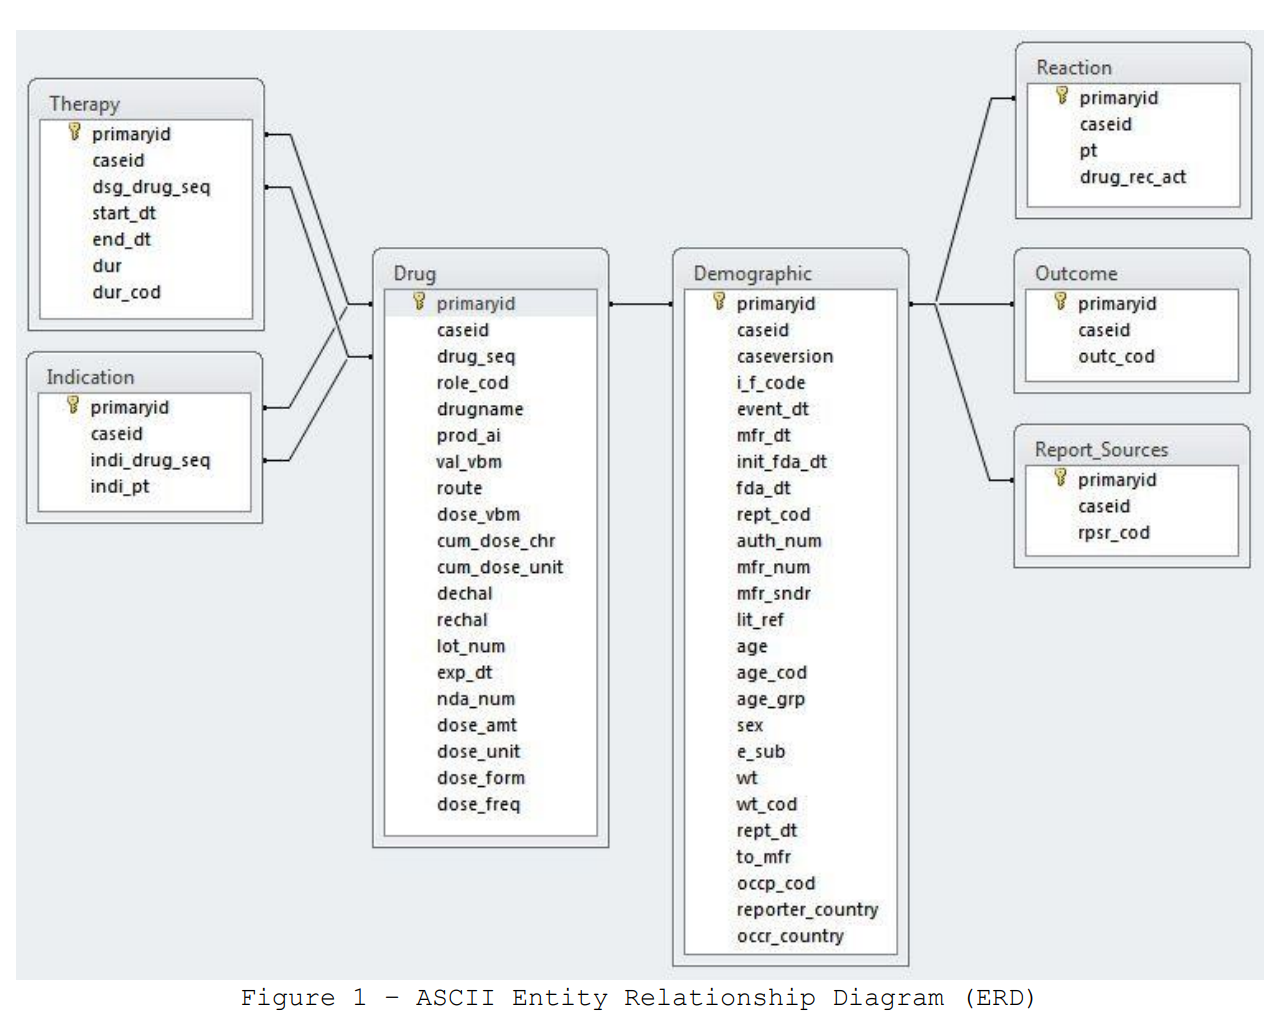 Therapy
primaryid
caseid
dsg_drug_seq
start_dt
end_dt
dur
dur_cod
Indication
primaryid
caseid
indi_drug_seq
indi_pt
Drug
primaryid
caseid
drug_seq
role_cod
drugname
prod_ai
val_vbm
route
dose_vbm
cum_dose_chr
cum_dose_unit
dechal
rechal
lot_num
exp_dt
nda_num
dose_amt
dose_unit
dose_form
dose_freq
Demographic
primaryid
caseid
caseversion
i_f_code
event_dt
mfr_dt
init_fda_dt
fda_dt
rept_cod
auth_num
mfr_num
mfr_sndr
lit_ref
age
age_cod
age_grp
sex
e_sub
wt
wt_cod
rept_dt
to_mfr
occp_cod
reporter_country
occr_country
Reaction
primaryid
caseid
pt
drug_rec_act
Outcome
primaryid
caseid
outc_cod
Report_Sources
primaryid
caseid
rpsr_cod
Figure 1 – ASCII Entity Relationship Diagram (ERD)